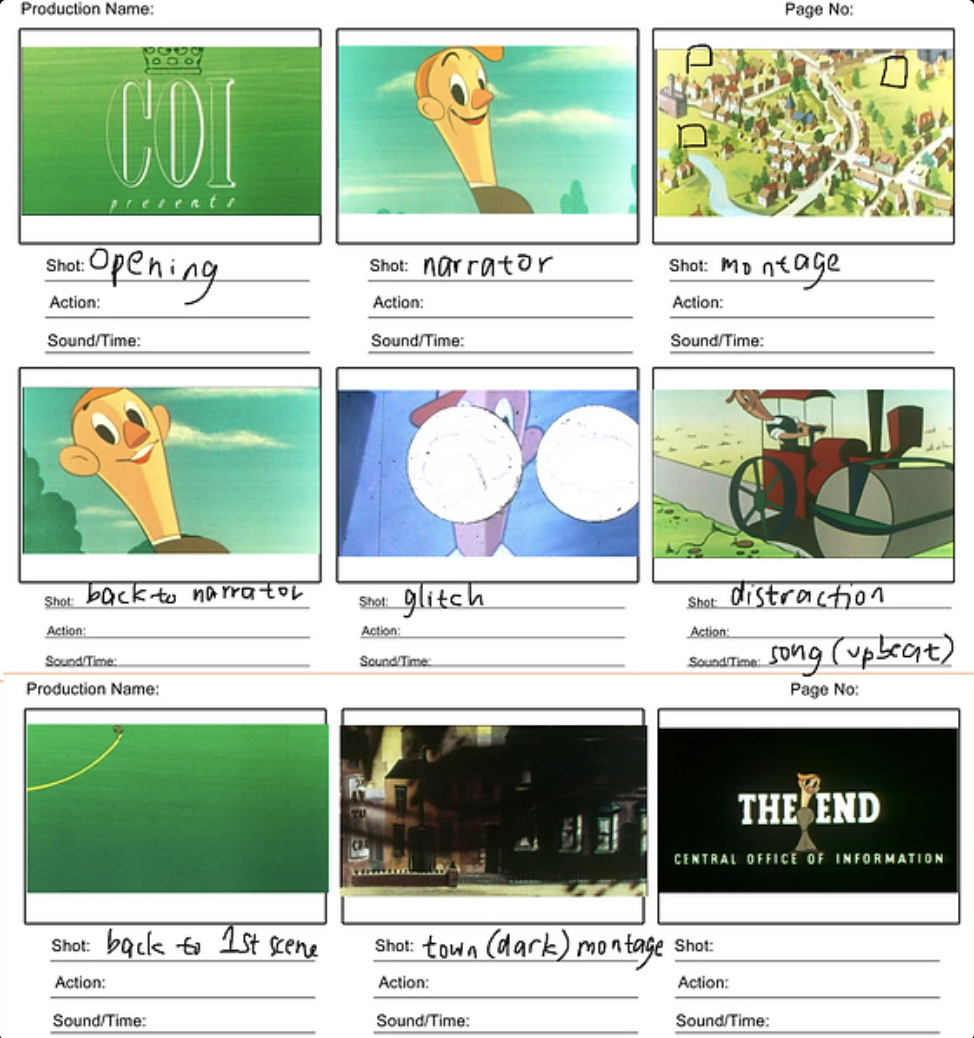 Production Name: Page No:
COI
presents
Shot: opening Shot: narrator Shot: montage
Action: Action: Action:
Sound/Time: Sound/Time: Sound/Time:
Shot: back to narrator Shot: glitch Shot: distraction
Action: Action: Action:
Sound/Time: Sound/Time: Sound/Time: song (upbeat)
Production Name: Page No:
THE END
CENTRAL OFFICE OF INFORMATION
Shot: back to 1st scene Shot: town (dark) montage Shot:
Action: Action: Action:
Sound/Time: Sound/Time: Sound/Time: